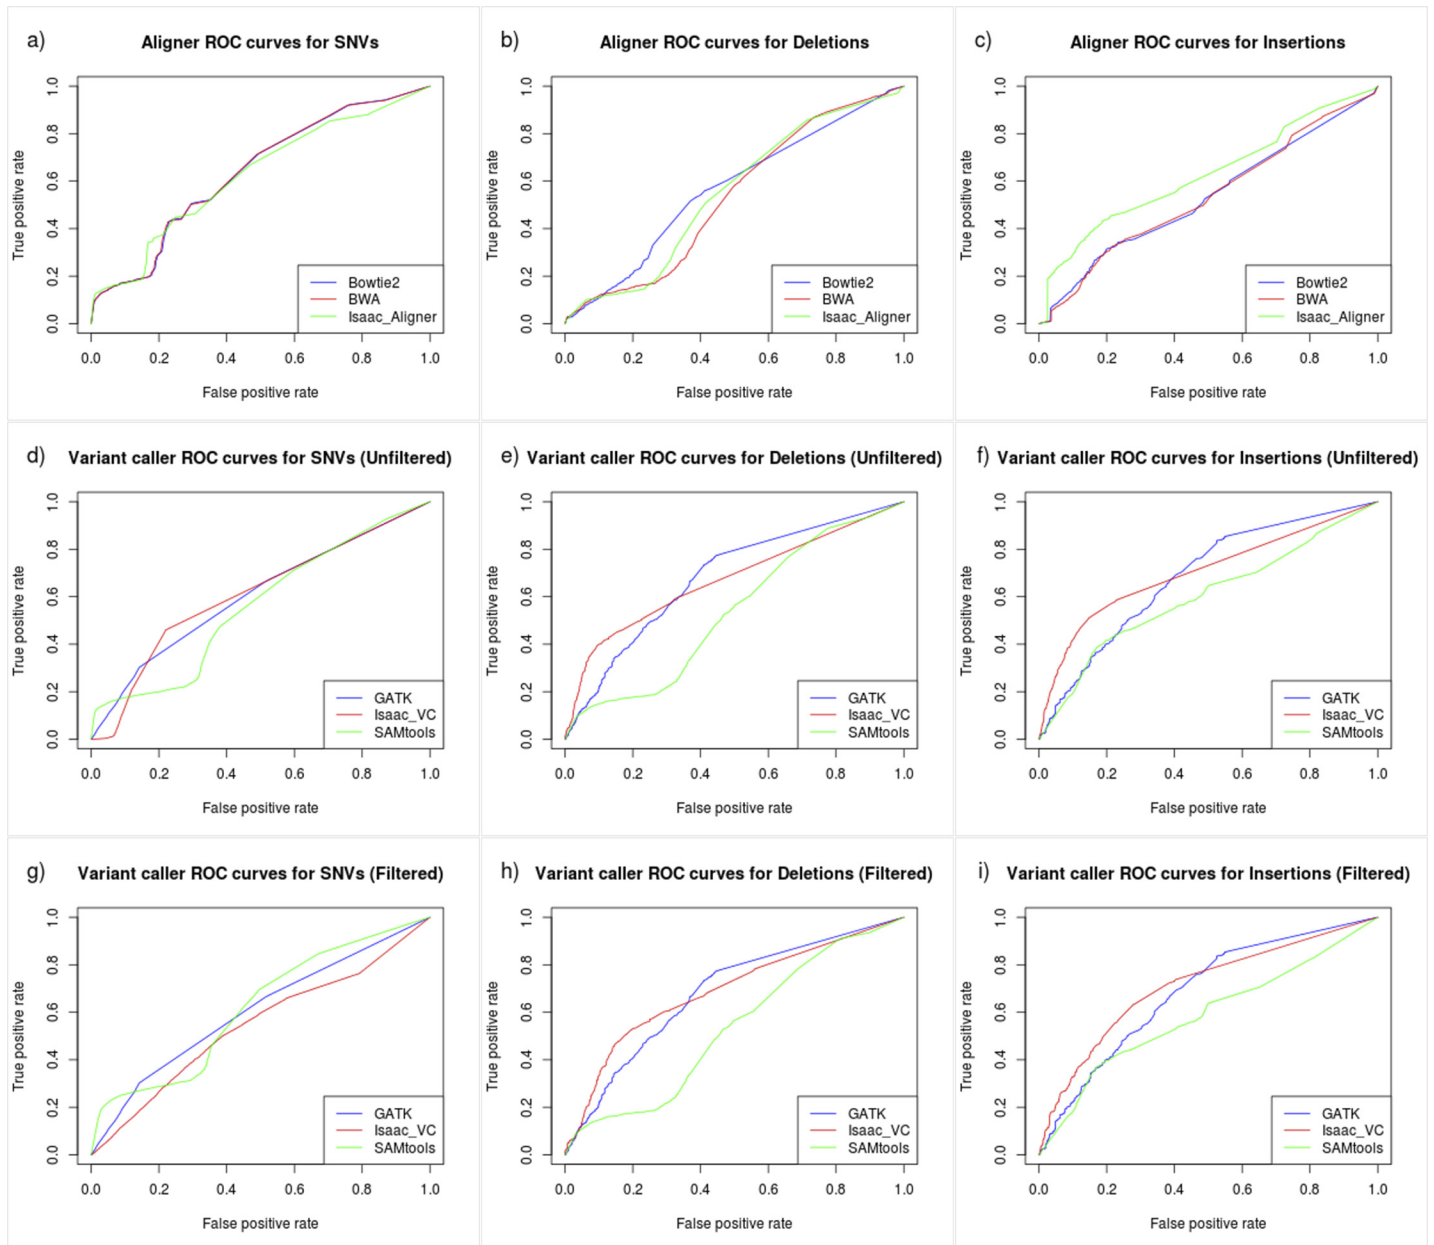 a) Aligner ROC curves for SNVs
True positive rate
1.0
0.8
0.6
0.4
0.2
0.0
Bowtie2
BWA
Isaac_Aligner
0.0 0.2 0.4 0.6 0.8 1.0
False positive rate
b) Aligner ROC curves for Deletions
True positive rate
1.0
0.8
0.6
0.4
0.2
0.0
Bowtie2
BWA
Isaac_Aligner
0.0 0.2 0.4 0.6 0.8 1.0
False positive rate
c) Aligner ROC curves for Insertions
True positive rate
1.0
0.8
0.6
0.4
0.2
0.0
Bowtie2
BWA
Isaac_Aligner
0.0 0.2 0.4 0.6 0.8 1.0
False positive rate
d) Variant caller ROC curves for SNVs (Unfiltered)
True positive rate
1.0
0.8
0.6
0.4
0.2
0.0
GATK
Isaac_VC
SAMtools
0.0 0.2 0.4 0.6 0.8 1.0
False positive rate
e) Variant caller ROC curves for Deletions (Unfiltered)
True positive rate
1.0
0.8
0.6
0.4
0.2
0.0
GATK
Isaac_VC
SAMtools
0.0 0.2 0.4 0.6 0.8 1.0
False positive rate
f) Variant caller ROC curves for Insertions (Unfiltered)
True positive rate
1.0
0.8
0.6
0.4
0.2
0.0
GATK
Isaac_VC
SAMtools
0.0 0.2 0.4 0.6 0.8 1.0
False positive rate
g) Variant caller ROC curves for SNVs (Filtered)
True positive rate
1.0
0.8
0.6
0.4
0.2
0.0
GATK
Isaac_VC
SAMtools
0.0 0.2 0.4 0.6 0.8 1.0
False positive rate
h) Variant caller ROC curves for Deletions (Filtered)
True positive rate
1.0
0.8
0.6
0.4
0.2
0.0
GATK
Isaac_VC
SAMtools
0.0 0.2 0.4 0.6 0.8 1.0
False positive rate
i) Variant caller ROC curves for Insertions (Filtered)
True positive rate
1.0
0.8
0.6
0.4
0.2
0.0
GATK
Isaac_VC
SAMtools
0.0 0.2 0.4 0.6 0.8 1.0
False positive rate